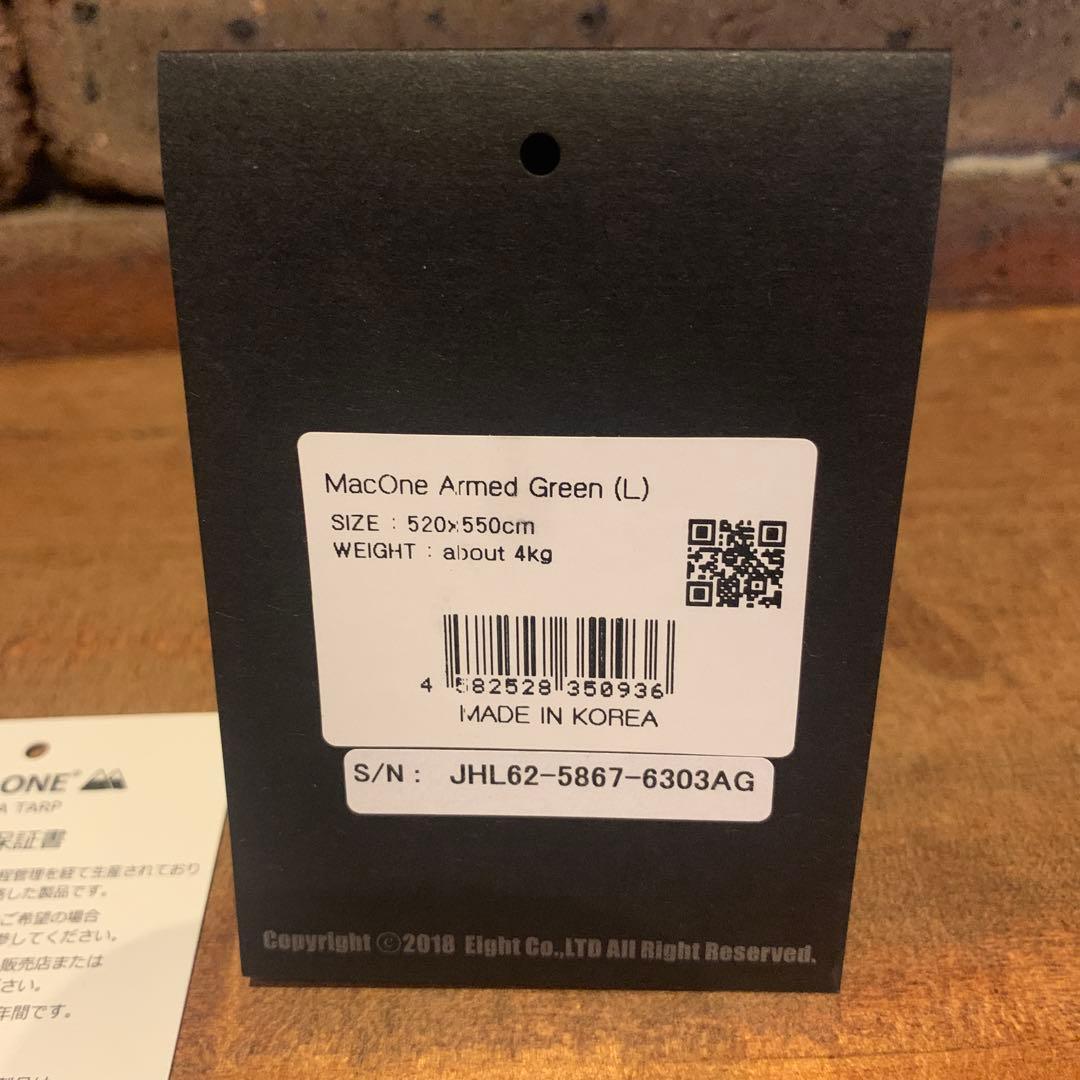 MacOne Armed Green (L)
SIZE : 520x550cm
WEIGHT : about 4kg
4 582528 350936
MADE IN KOREA
S/N : JHL62-5867-6303AG
Copyright ©2018 Eight Co.,LTD All Right Reserved.
ONE
A TARP
保証書
程管理を経て生産されており
した製品です。
ご希望の場合
してください。
販売店または
さい。
年間です。